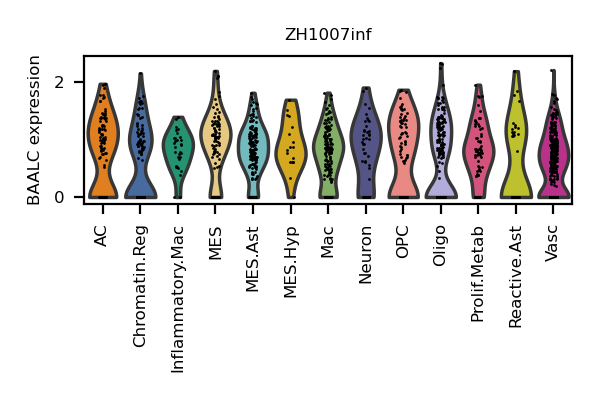 ZH1007inf
BAALC expression
2
0
AC
Chromatin.Reg
Inflammatory.Mac
MES
MES.Ast
MES.Hyp
Mac
Neuron
OPC
Oligo
Prolif.Metab
Reactive.Ast
Vasc